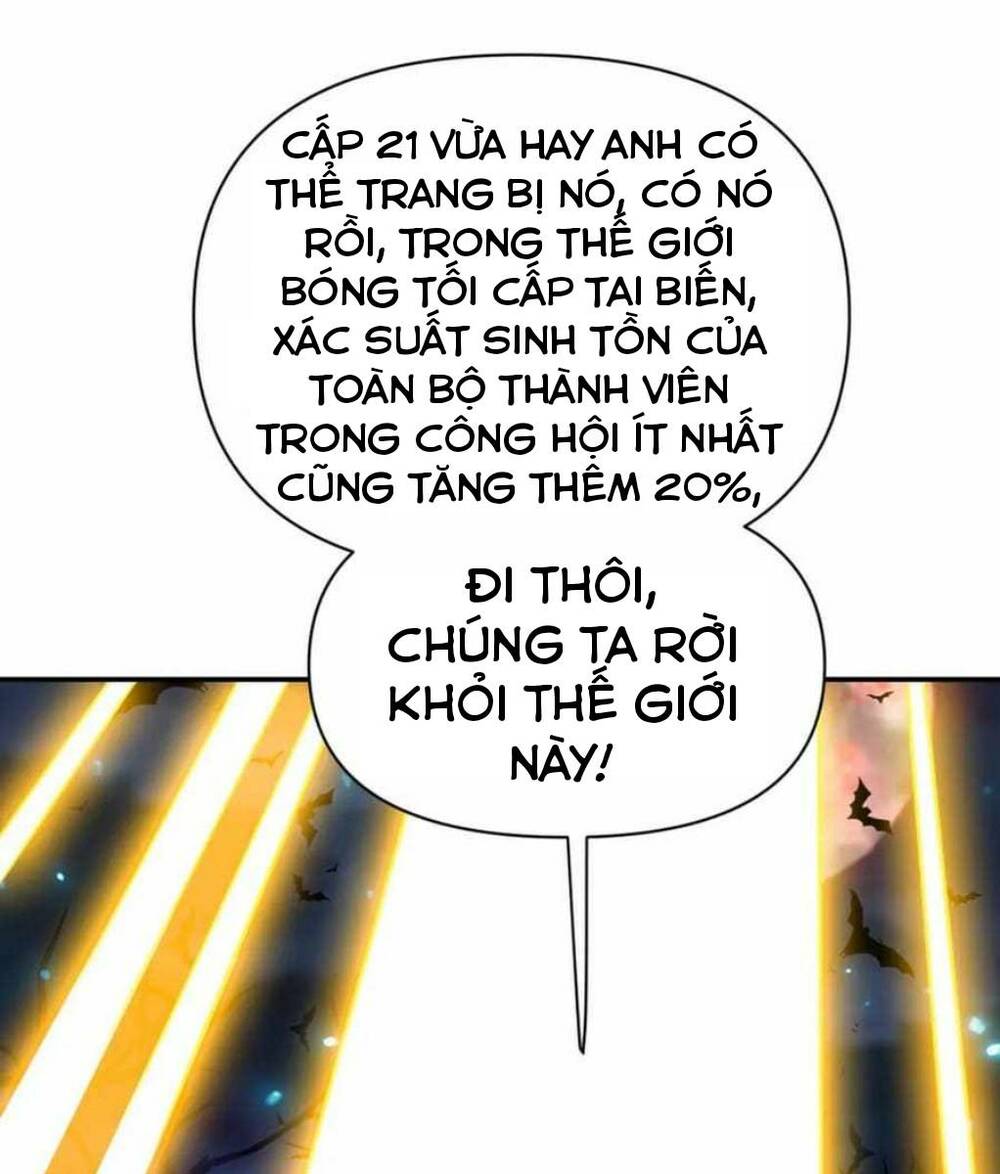 CẤP 21 VỪA HAY ANH CÓ
THỂ TRANG BỊ NÓ, CÓ NÓ
RỒI, TRONG THẾ GIỚI
BÓNG TỐI CẤP TAI BIẾN,
XÁC SUẤT SINH TỒN CỦA
TOÀN BỘ THÀNH VIÊN
TRONG CÔNG HỘI ÍT NHẤT
CŨNG TĂNG THÊM 20%,
ĐI THÔI,
CHÚNG TA RỜI
KHỎI THẾ GIỚI
NÀY!